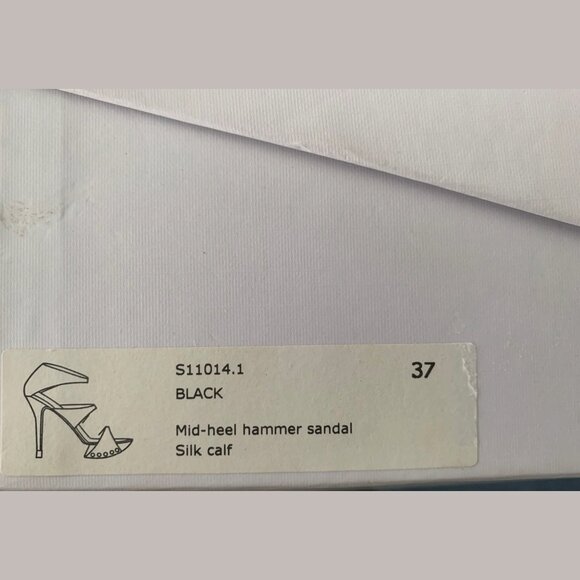 S11014.1 37
BLACK
Mid-heel hammer sandal
Silk calf